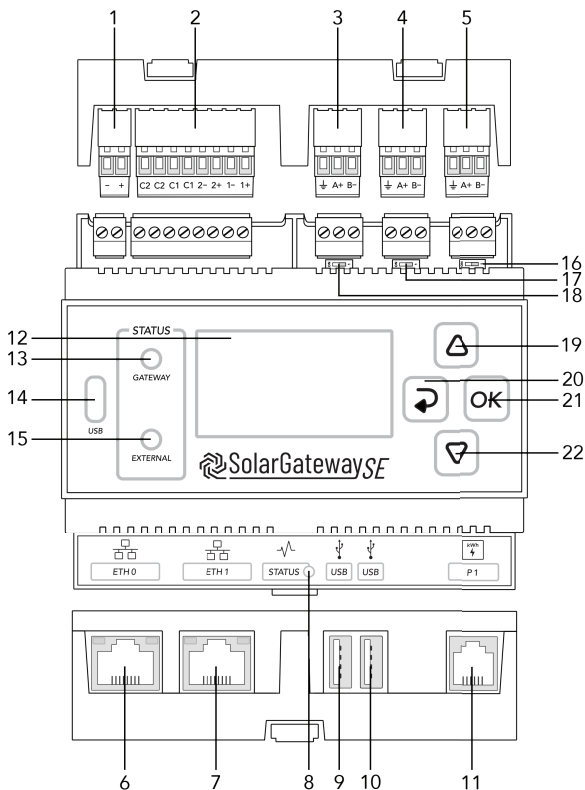 1 2 3 4 5
- + C2 C2 C1 C1 2- 2+ 1- 1+ A+ B- A+ B- A+ B-
16
17
18
12
STATUS
13
GATEWAY
14
USB
15
EXTERNAL
19
20
21
OK
22
SolarGatewaySE
kWh
ETH 0 ETH 1 STATUS USB USB P 1
6 7 8 9 10 11